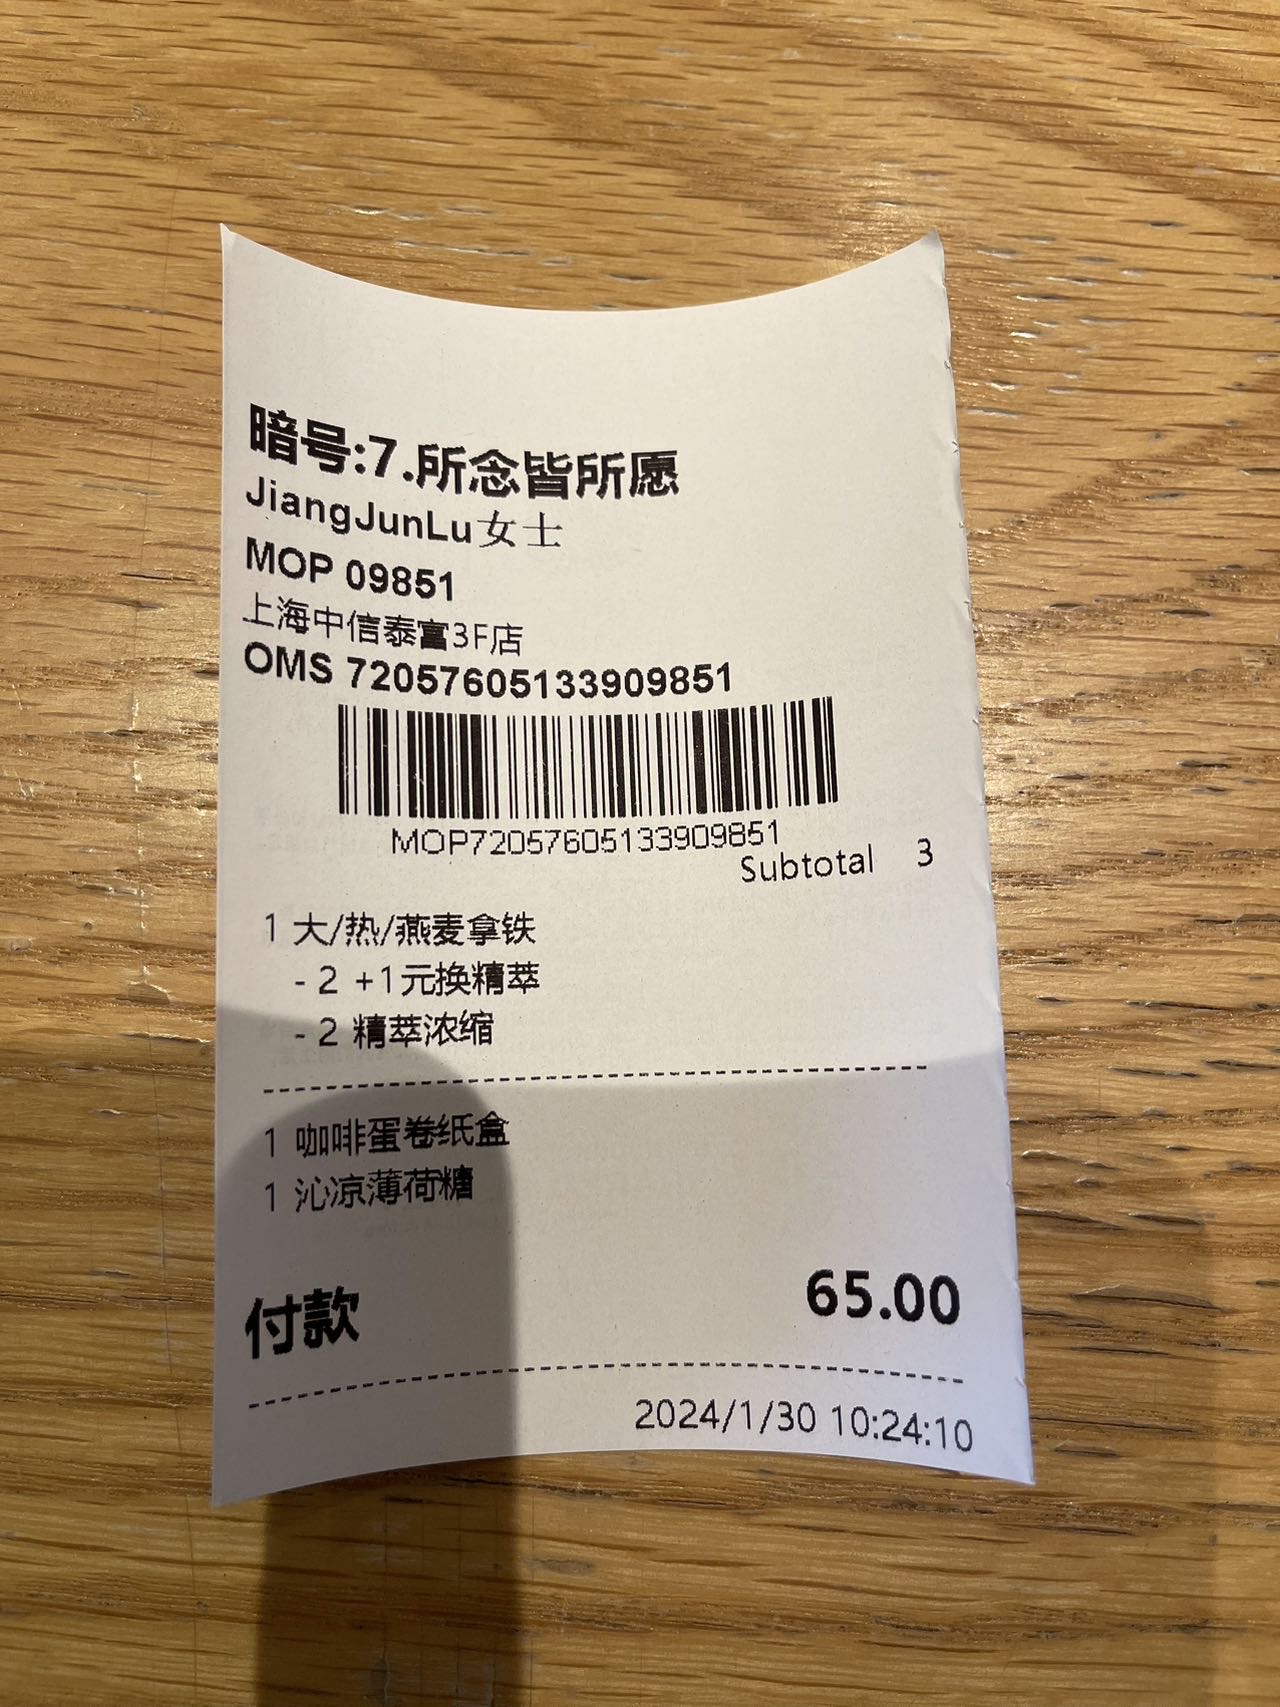 暗号:7.所念皆所愿
JiangJunLu女士
MOP 09851
上海中信泰富3F店
OMS 72057605133909851
MOP72057605133909851
Subtotal 3
1 大/热/燕麦拿铁
- 2 +1元换精萃
- 2 精萃浓缩
1 咖啡蛋卷纸盒
1 沁凉薄荷糖
付款 65.00
2024/1/30 10:24:10